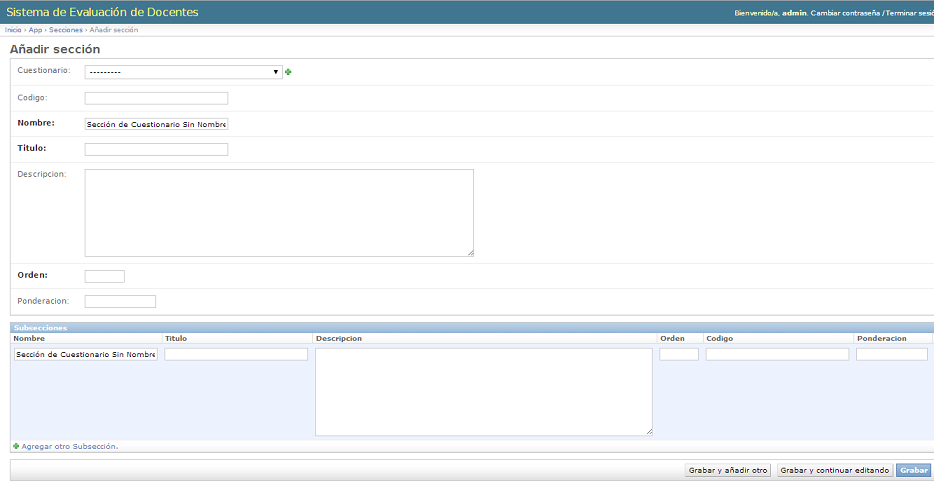 Sistema de Evaluación de Docentes
Bienvenido/a, admin. Cambiar contraseña / Terminar sesió
Inicio › App › Secciones › Añadir sección
Añadir sección
Cuestionario: ---------
Codigo:
Nombre: Sección de Cuestionario Sin Nombre
Titulo:
Descripcion:
Orden:
Ponderacion:
Subsecciones
Nombre Titulo Descripcion Orden Codigo Ponderacion
Sección de Cuestionario Sin Nombre
Agregar otro Subsección.
Grabar y añadir otro Grabar y continuar editando Grabar